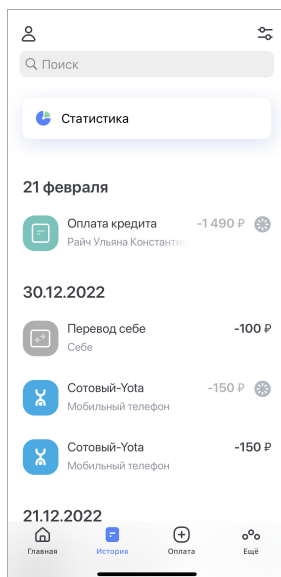 Поиск
Статистика
21 февраля
Оплата кредита -1 490 ₽
Райч Ульяна Константин
30.12.2022
Перевод себе -100 ₽
Себе
Сотовый-Yota -150 ₽
Мобильный телефон
Сотовый-Yota -150 ₽
Мобильный телефон
21.12.2022
Главная История Оплата Ещё